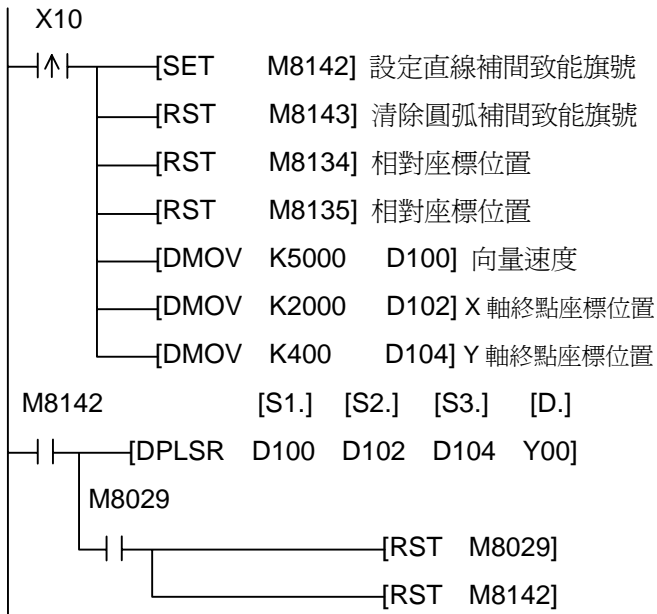 X10
[SET M8142] 設定直線補間致能旗號
[RST M8143] 清除圓弧補間致能旗號
[RST M8134] 相對座標位置
[RST M8135] 相對座標位置
[DMOV K5000 D100] 向量速度
[DMOV K2000 D102] X 軸終點座標位置
[DMOV K400 D104] Y 軸終點座標位置
M8142 [S1.] [S2.] [S3.] [D.]
[DPLSR D100 D102 D104 Y00]
M8029
[RST M8029]
[RST M8142]